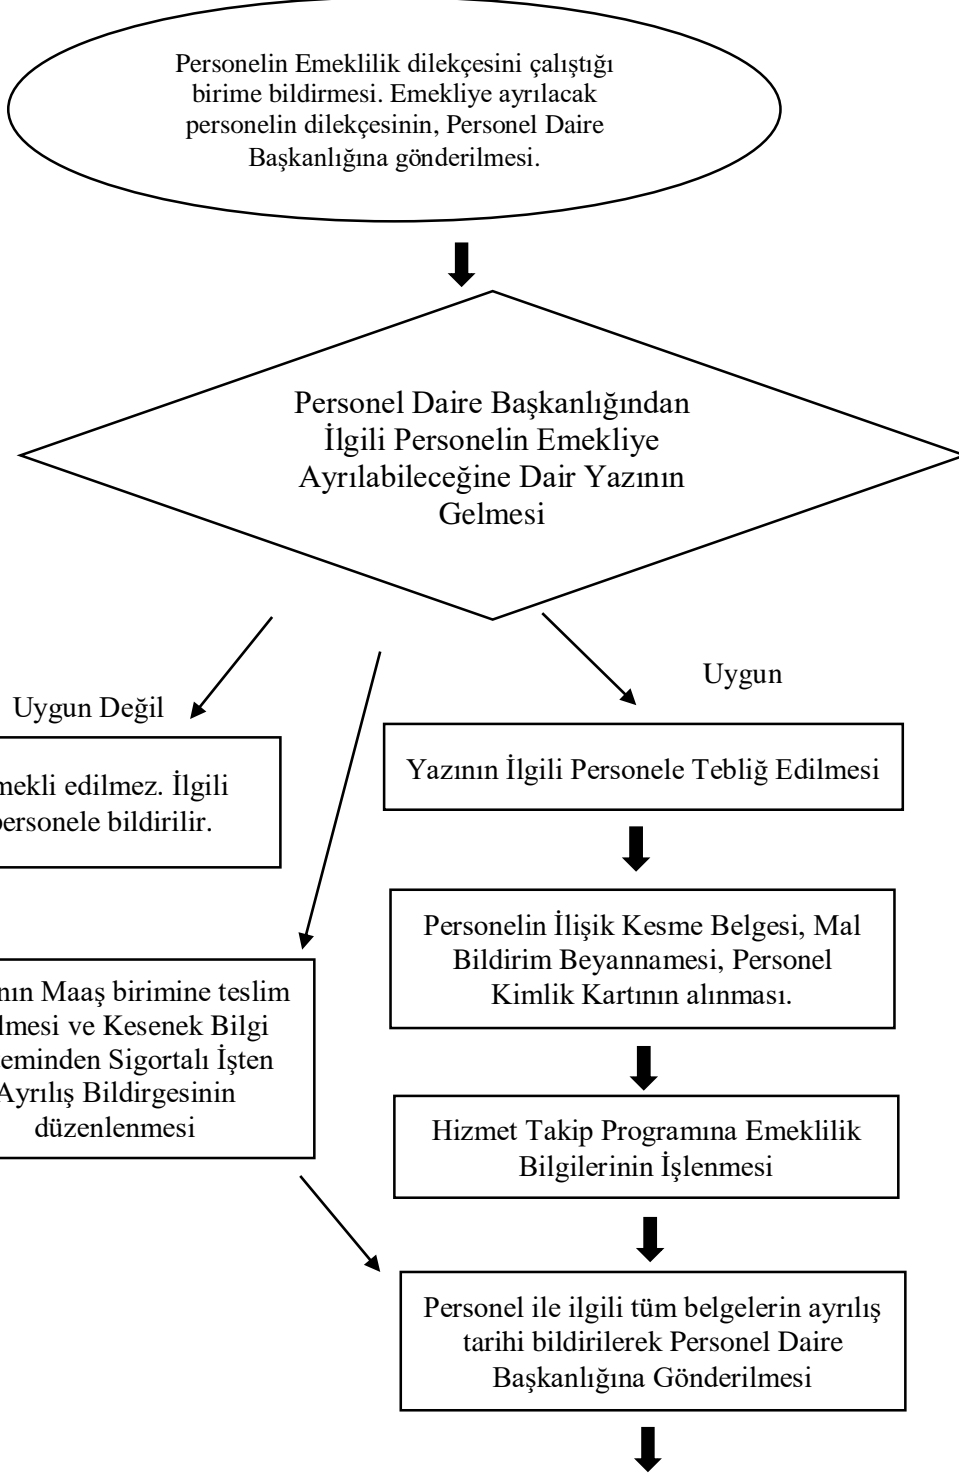 Personelin Emeklilik dilekçesini çalıştığı
birime bildirmesi. Emekliye ayrılacak
personelin dilekçesinin, Personel Daire
Başkanlığına gönderilmesi.
Personel Daire Başkanlığından
İlgili Personelin Emekliye
Ayrılabileceğine Dair Yazının
Gelmesi
Uygun Değil
Uygun
edilmez. İlgili
personele bildirilir.
Yazının İlgili Personele Tebliğ Edilmesi
Personelin İlişik Kesme Belgesi, Mal
Bildirim Beyannamesi, Personel
Kimlik Kartının alınması.
Maaş birimine teslim
ve Kesenek Bilgi
Sigortalı İşten
Ayrılış Bildirgesinin
düzenlenmesi
Hizmet Takip Programına Emeklilik
Bilgilerinin İşlenmesi
Personel ile ilgili tüm belgelerin ayrılış
tarihi bildirilerek Personel Daire
Başkanlığına Gönderilmesi